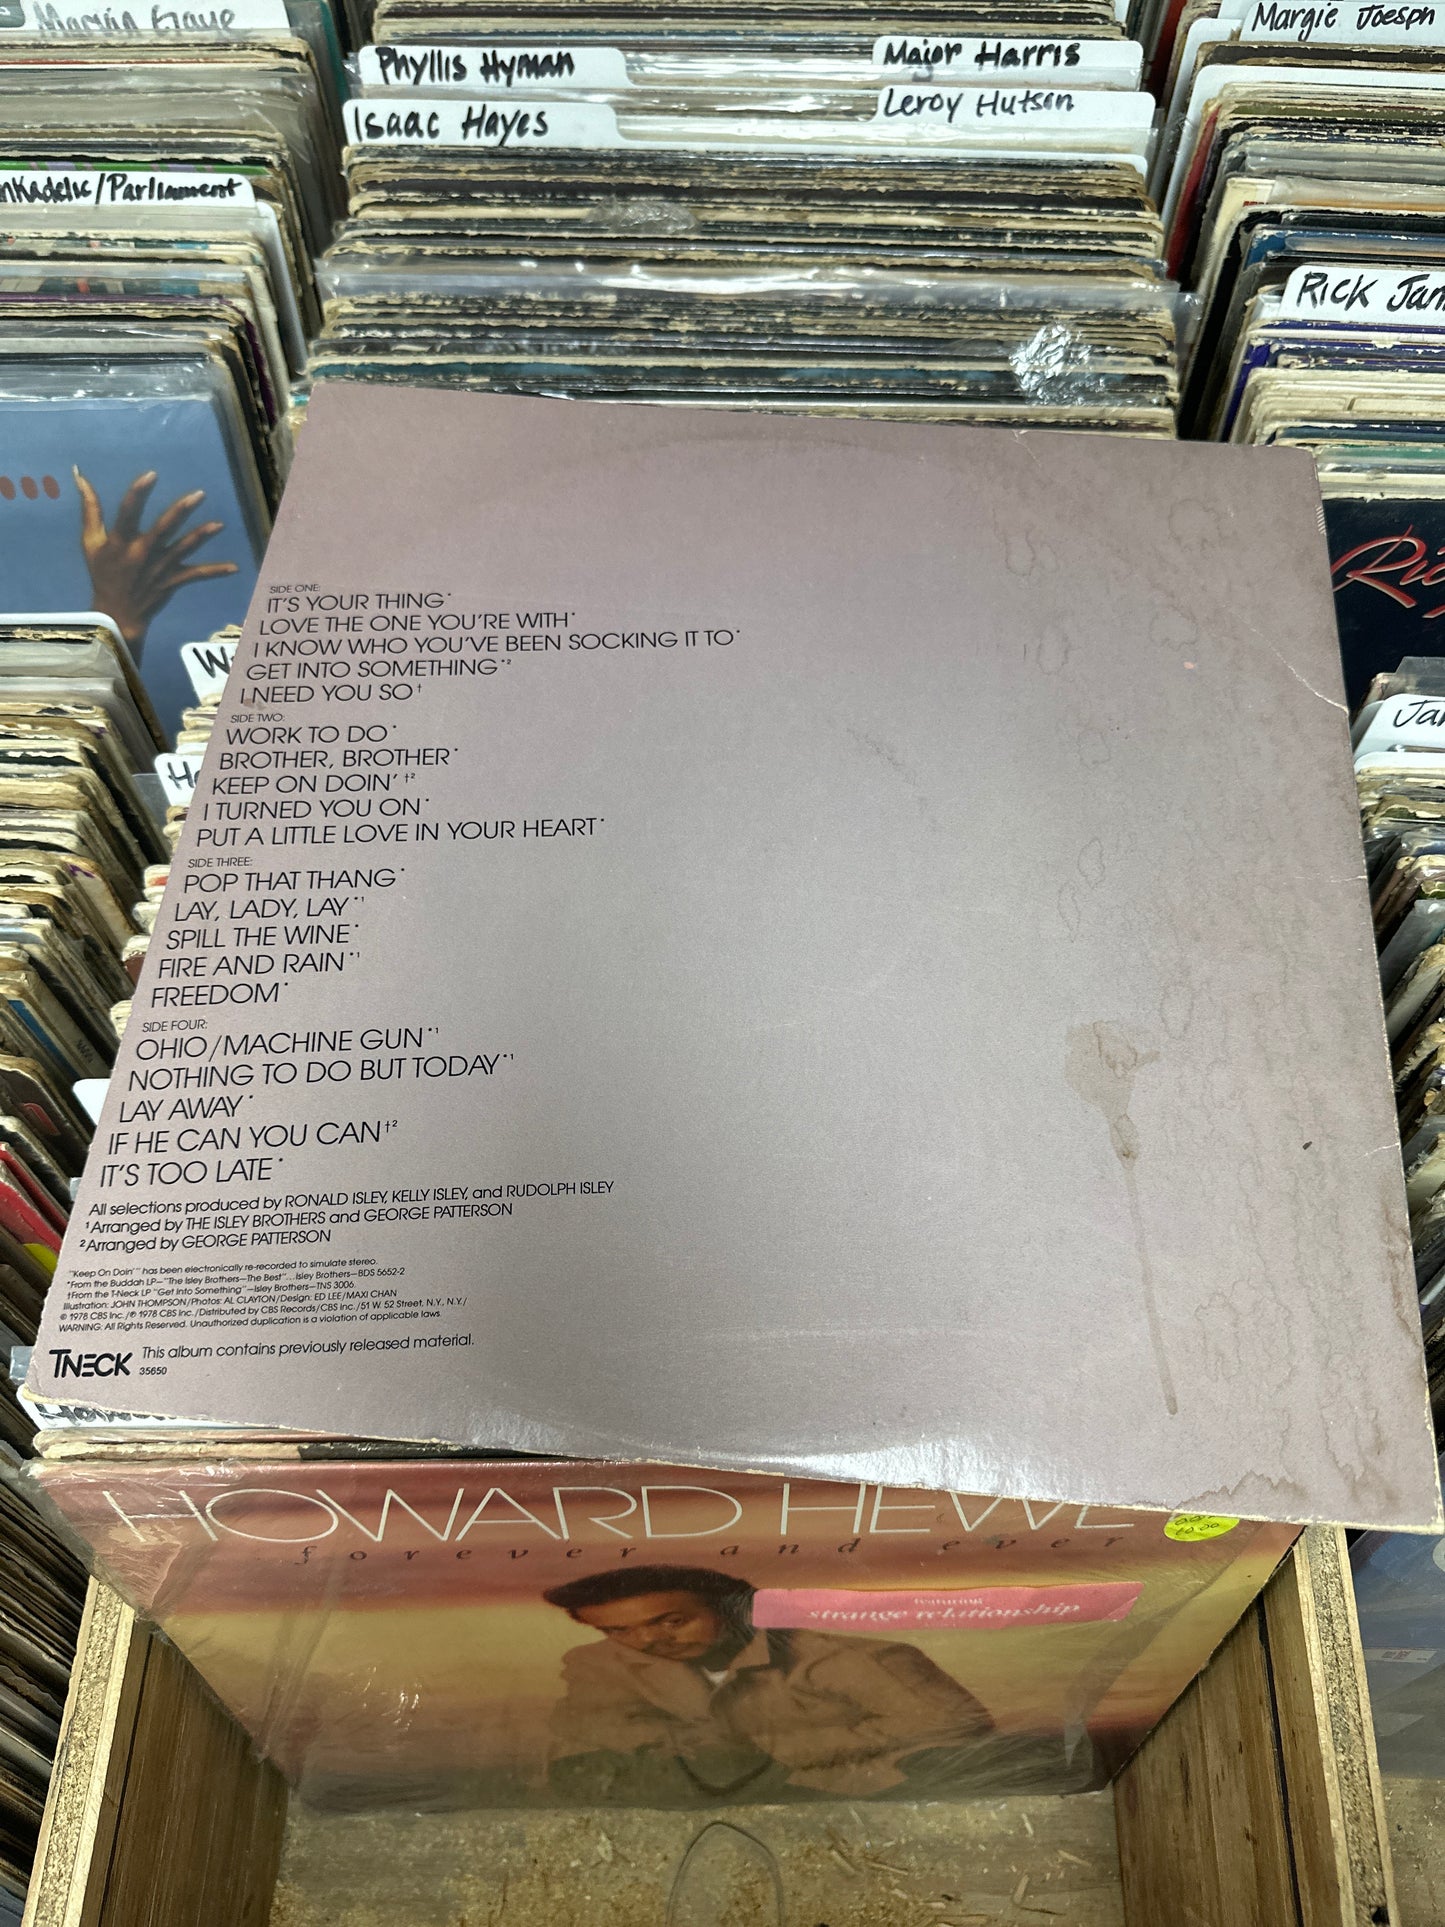 Marvin Gaye
Phyllis Hyman
Major Harris
Margie Joesph
Isaac Hayes
Leroy Hutson
nkadelic/Parliament
SIDE ONE:
IT'S YOUR THING*
LOVE THE ONE YOU'RE WITH*
I KNOW WHO YOU'VE BEEN SOCKING IT TO*
GET INTO SOMETHING*²
I NEED YOU SO†
SIDE TWO:
WORK TO DO*
BROTHER, BROTHER*
KEEP ON DOIN'†²
I TURNED YOU ON*
PUT A LITTLE LOVE IN YOUR HEART*
SIDE THREE:
POP THAT THANG*
LAY, LADY, LAY*¹
SPILL THE WINE*
FIRE AND RAIN*¹
FREEDOM*
SIDE FOUR:
OHIO/MACHINE GUN*¹
NOTHING TO DO BUT TODAY*¹
LAY AWAY*
IF HE CAN YOU CAN†²
IT'S TOO LATE*
All selections produced by RONALD ISLEY, KELLY ISLEY, and RUDOLPH ISLEY
¹Arranged by THE ISLEY BROTHERS and GEORGE PATTERSON
²Arranged by GEORGE PATTERSON
"Keep On Doin'" has been electronically re-recorded to simulate stereo.
*From the Buddah LP—"The Isley Brothers—The Best"...Isley Brothers—BDS 5652-2
†From the T-Neck LP "Get Into Something"—Isley Brothers—TNS 3006.
Illustration: JOHN THOMPSON/Photos: AL CLAYTON/Design: ED LEE/MAXI CHAN
© 1978 CBS Inc./℗ 1978 CBS Inc./Distributed by CBS Records/CBS Inc./51 W. 52 Street, N.Y., N.Y./
WARNING: All Rights Reserved. Unauthorized duplication is a violation of applicable laws.
TNECK This album contains previously released material.
35650
HOWARD HEWE
forever and ever
featuring
strange relationship